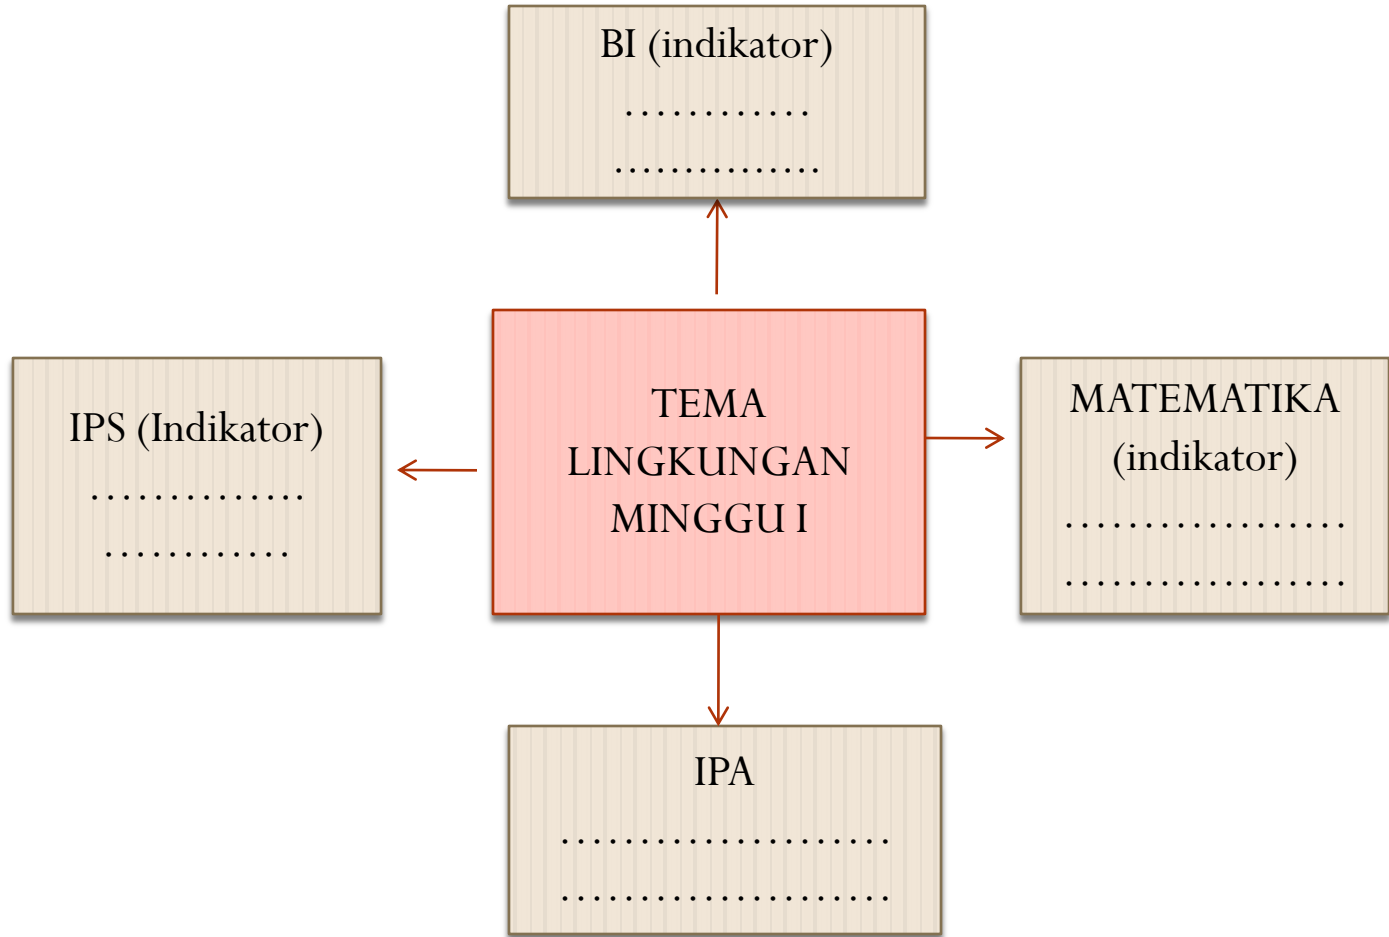 BI (indikator)
…………
……………
TEMA
LINGKUNGAN
MINGGU I
IPS (Indikator)
……………
…………
MATEMATIKA
(indikator)
………………
………………
IPA
…………………
…………………